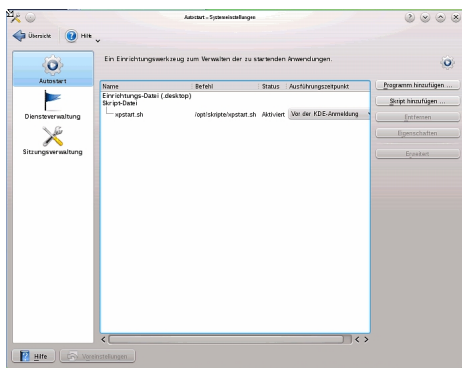 Autostart – Systemeinstellungen
Übersicht Hilfe
Ein Einrichtungswerkzeug zum Verwalten der zu startenden Anwendungen.
Autostart
Diensteverwaltung
Sitzungsverwaltung
Name Befehl Status Ausführungszeitpunkt
Einrichtungs-Datei (.desktop)
Skript-Datei
xpstart.sh /opt/skripte/xpstart.sh Aktiviert Vor der KDE-Anmeldung
Programm hinzufügen ...
Skript hinzufügen ...
Entfernen
Eigenschaften
Erweitert
Hilfe Voreinstellungen